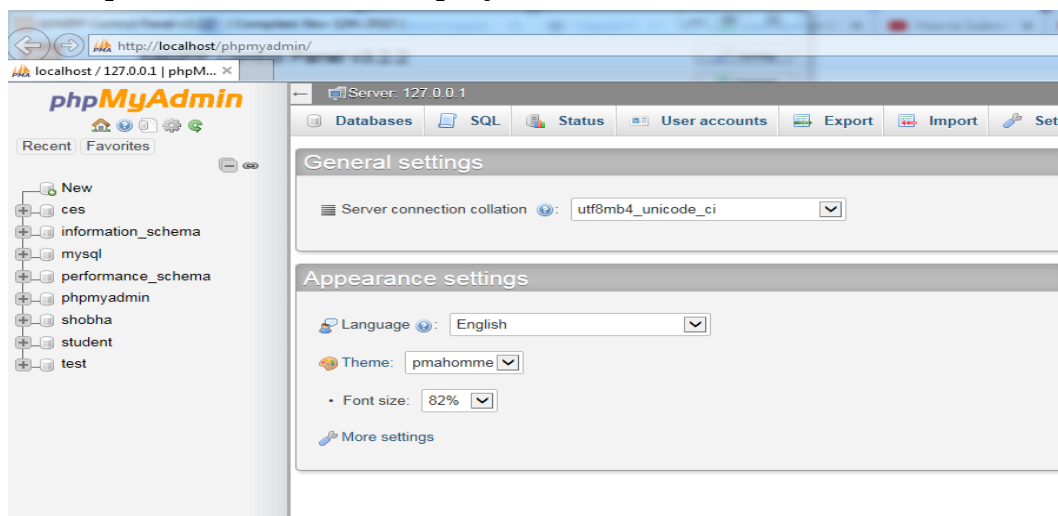 http://localhost/phpmyadmin/
localhost / 127.0.0.1 | phpM... ×
phpMyAdmin
Recent Favorites
New
ces
information_schema
mysql
performance_schema
phpmyadmin
shobha
student
test
Server: 127.0.0.1
Databases SQL Status User accounts Export Import Set
General settings
Server connection collation : utf8mb4_unicode_ci
Appearance settings
Language : English
Theme: pmahomme
• Font size: 82%
More settings